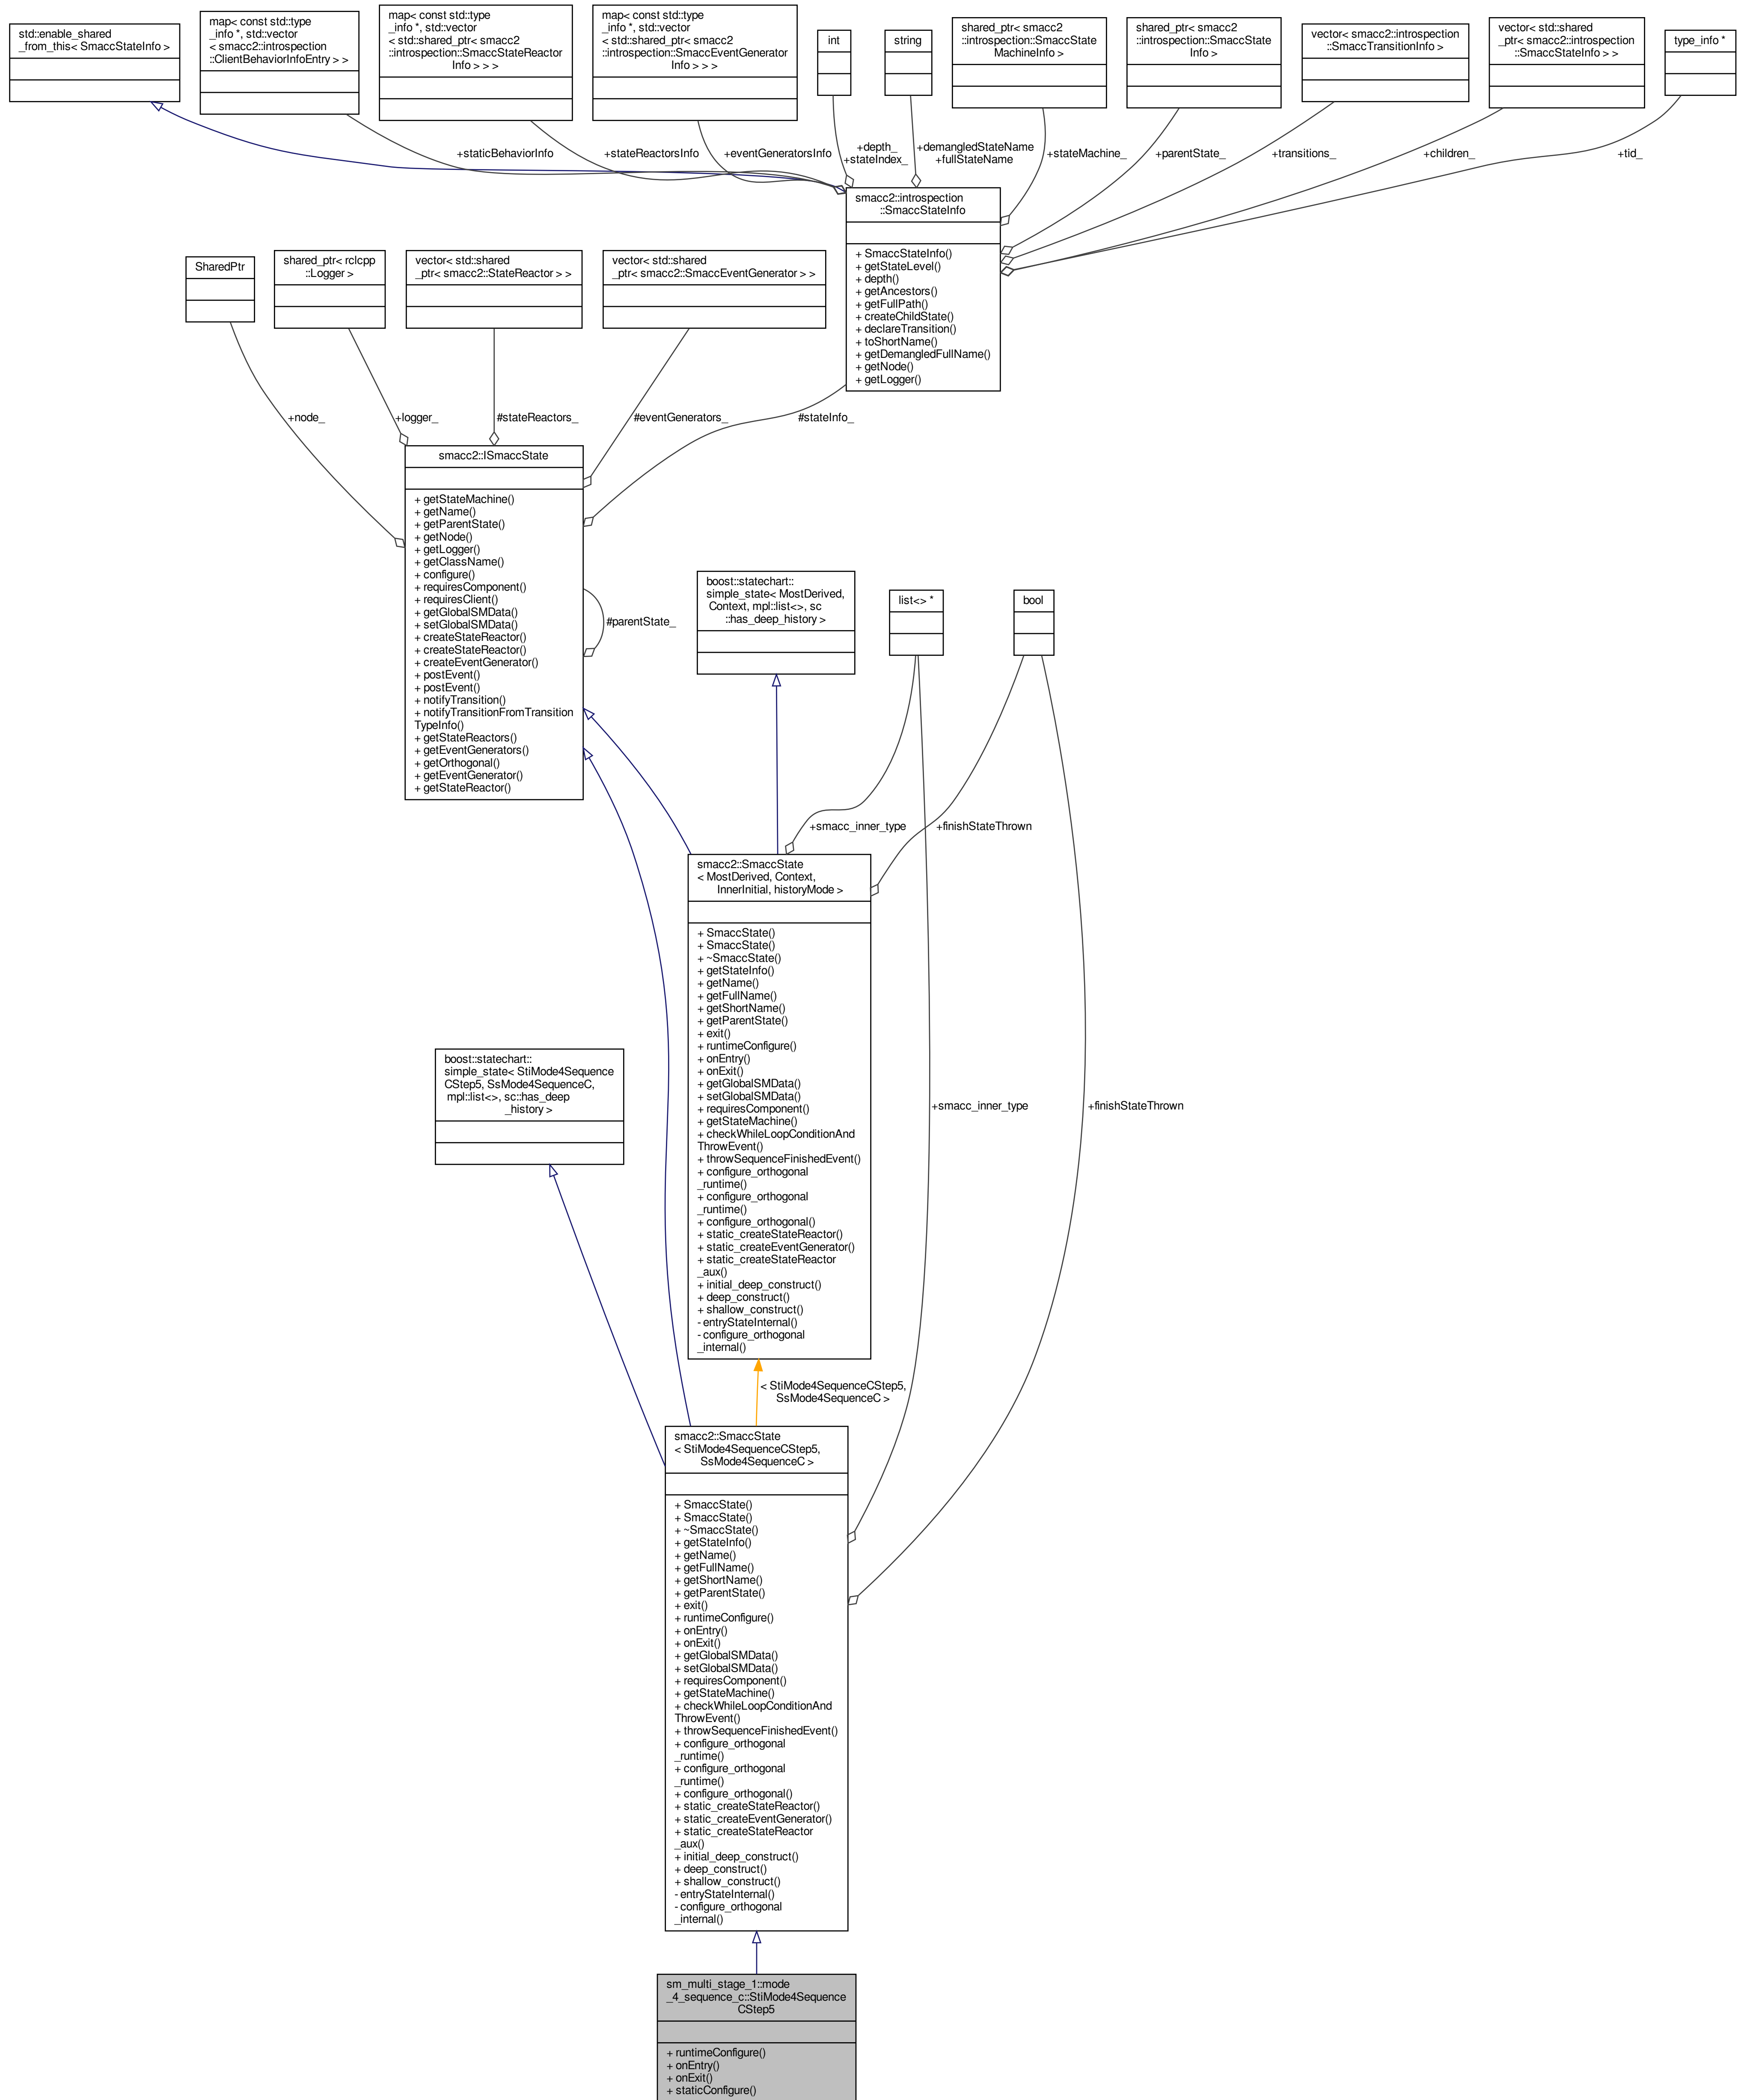 std::enable_shared
_from_this< SmaccStateInfo >
map< const std::type
_info *, std::vector
< smacc2::introspection
::ClientBehaviorInfoEntry > >
map< const std::type
_info *, std::vector
< std::shared_ptr< smacc2
::introspection::SmaccStateReactor
Info > > >
map< const std::type
_info *, std::vector
< std::shared_ptr< smacc2
::introspection::SmaccEventGenerator
Info > > >
int
string
shared_ptr< smacc2
::introspection::SmaccState
MachineInfo >
shared_ptr< smacc2
::introspection::SmaccState
Info >
vector< smacc2::introspection
::SmaccTransitionInfo >
vector< std::shared
_ptr< smacc2::introspection
::SmaccStateInfo > >
type_info *
+staticBehaviorInfo
+stateReactorsInfo
+eventGeneratorsInfo
+depth_
+stateIndex_
+demangledStateName
+fullStateName
+stateMachine_
+parentState_
+transitions_
+children_
+tid_
smacc2::introspection
::SmaccStateInfo
+ SmaccStateInfo()
+ getStateLevel()
+ depth()
+ getAncestors()
+ getFullPath()
+ createChildState()
+ declareTransition()
+ toShortName()
+ getDemangledFullName()
+ getNode()
+ getLogger()
SharedPtr
shared_ptr< rclcpp
::Logger >
vector< std::shared
_ptr< smacc2::StateReactor > >
vector< std::shared
_ptr< smacc2::SmaccEventGenerator > >
+node_
+logger_
#stateReactors_
#eventGenerators_
#stateInfo_
smacc2::ISmaccState
+ getStateMachine()
+ getName()
+ getParentState()
+ getNode()
+ getLogger()
+ getClassName()
+ configure()
+ requiresComponent()
+ requiresClient()
+ getGlobalSMData()
+ setGlobalSMData()
+ createStateReactor()
+ createStateReactor()
+ createEventGenerator()
+ postEvent()
+ postEvent()
+ notifyTransition()
+ notifyTransitionFromTransition
TypeInfo()
+ getStateReactors()
+ getEventGenerators()
+ getOrthogonal()
+ getEventGenerator()
+ getStateReactor()
#parentState_
boost::statechart::
simple_state< MostDerived,
Context, mpl::list<>, sc
::has_deep_history >
list<> *
bool
+smacc_inner_type
+finishStateThrown
smacc2::SmaccState
< MostDerived, Context,
InnerInitial, historyMode >
+ SmaccState()
+ SmaccState()
+ ~SmaccState()
+ getStateInfo()
+ getName()
+ getFullName()
+ getShortName()
+ getParentState()
+ exit()
+ runtimeConfigure()
+ onEntry()
+ onExit()
+ getGlobalSMData()
+ setGlobalSMData()
+ requiresComponent()
+ getStateMachine()
+ checkWhileLoopConditionAnd
ThrowEvent()
+ throwSequenceFinishedEvent()
+ configure_orthogonal
_runtime()
+ configure_orthogonal
_runtime()
+ configure_orthogonal()
+ static_createStateReactor()
+ static_createEventGenerator()
+ static_createStateReactor
_aux()
+ initial_deep_construct()
+ deep_construct()
+ shallow_construct()
- entryStateInternal()
- configure_orthogonal
_internal()
boost::statechart::
simple_state< StiMode4Sequence
CStep5, SsMode4SequenceC,
mpl::list<>, sc::has_deep
_history >
+smacc_inner_type
+finishStateThrown
< StiMode4SequenceCStep5,
SsMode4SequenceC >
smacc2::SmaccState
< StiMode4SequenceCStep5,
SsMode4SequenceC >
+ SmaccState()
+ SmaccState()
+ ~SmaccState()
+ getStateInfo()
+ getName()
+ getFullName()
+ getShortName()
+ getParentState()
+ exit()
+ runtimeConfigure()
+ onEntry()
+ onExit()
+ getGlobalSMData()
+ setGlobalSMData()
+ requiresComponent()
+ getStateMachine()
+ checkWhileLoopConditionAnd
ThrowEvent()
+ throwSequenceFinishedEvent()
+ configure_orthogonal
_runtime()
+ configure_orthogonal
_runtime()
+ configure_orthogonal()
+ static_createStateReactor()
+ static_createEventGenerator()
+ static_createStateReactor
_aux()
+ initial_deep_construct()
+ deep_construct()
+ shallow_construct()
- entryStateInternal()
- configure_orthogonal
_internal()
sm_multi_stage_1::mode
_4_sequence_c::StiMode4Sequence
CStep5
+ runtimeConfigure()
+ onEntry()
+ onExit()
+ staticConfigure()